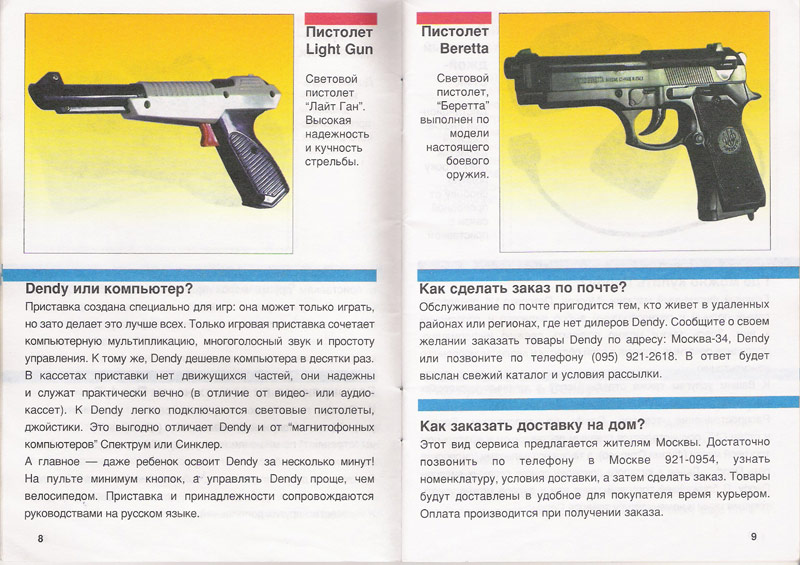 Пистолет
Light Gun
Световой
пистолет
“Лайт Ган”.
Высокая
надежность
и кучность
стрельбы.
Dendy или компьютер?
Приставка создана специально для игр: она может только играть,
но зато делает это лучше всех. Только игровая приставка сочетает
компьютерную мультипликацию, многоголосный звук и простоту
управления. К тому же, Dendy дешевле компьютера в десятки раз.
В кассетах приставки нет движущихся частей, они надежны
и служат практически вечно (в отличие от видео- или аудио-
кассет). К Dendy легко подключаются световые пистолеты,
джойстики. Это выгодно отличает Dendy и от “магнитофонных
компьютеров” Спектрум или Синклер.
А главное — даже ребенок освоит Dendy за несколько минут!
На пульте минимум кнопок, а управлять Dendy проще, чем
велосипедом. Приставка и принадлежности сопровождаются
руководствами на русском языке.
8
Пистолет
Beretta
Световой
пистолет,
“Беретта”
выполнен по
модели
настоящего
боевого
оружия.
Как сделать заказ по почте?
Обслуживание по почте пригодится тем, кто живет в удаленных
районах или регионах, где нет дилеров Dendy. Сообщите о своем
желании заказать товары Dendy по адресу: Москва-34, Dendy
или позвоните по телефону (095) 921-2618. В ответ будет
выслан свежий каталог и условия рассылки.
Как заказать доставку на дом?
Этот вид сервиса предлагается жителям Москвы. Достаточно
позвонить по телефону в Москве 921-0954, узнать
номенклатуру, условия доставки, а затем сделать заказ. Товары
будут доставлены в удобное для покупателя время курьером.
Оплата производится при получении заказа.
9